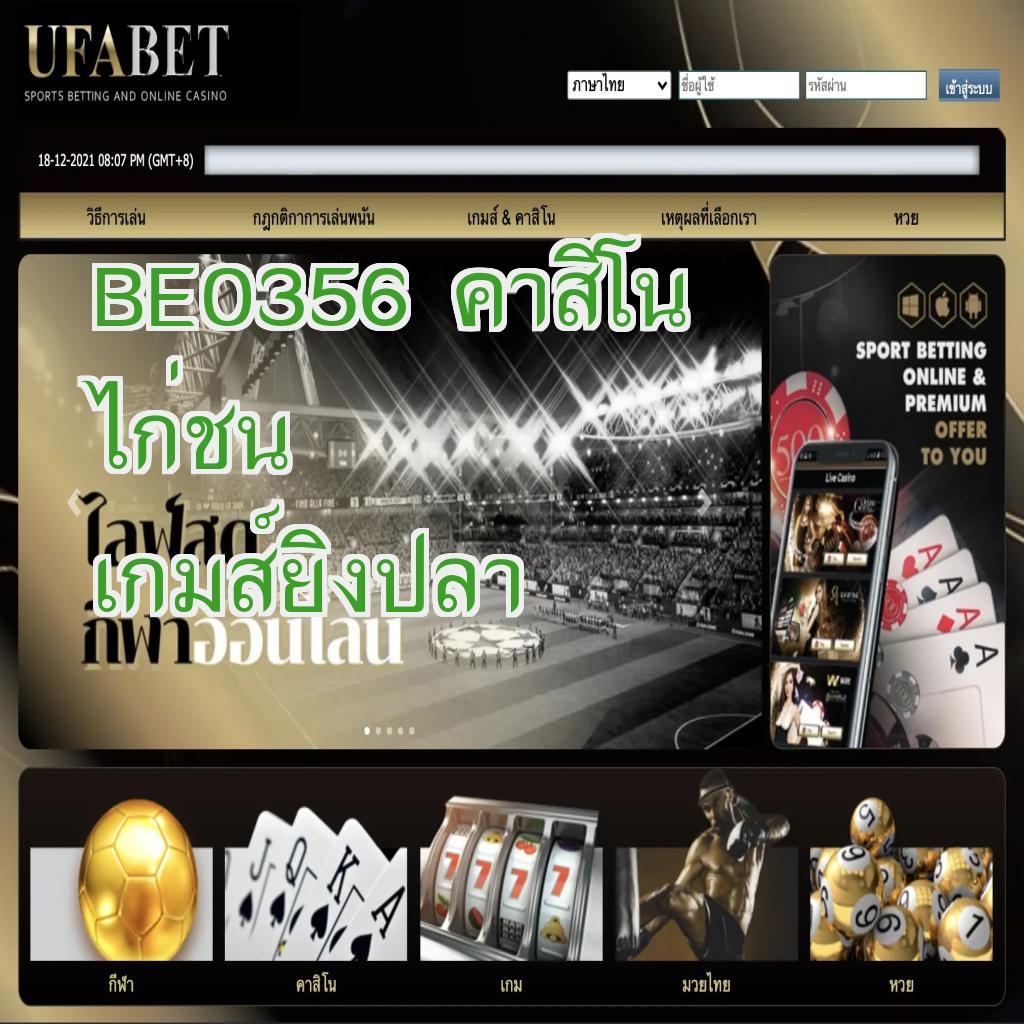 UFABET
SPORTS BETTING AND ONLINE CASINO
ภาษาไทย ชื่อผู้ใช้ รหัสผ่าน เข้าสู่ระบบ
18-12-2021 08:07 PM (GMT+8)
วิธีการเล่น กฎกติกาการเล่นพนัน เกมส์ & คาสิโน เหตุผลที่เลือกเรา หวย
BEO356 คาสิโน
ไก่ชน
ไลฟ์สด
เกมส์ยิงปลา
กีฬาออนไลน์
SPORT BETTING
ONLINE &
PREMIUM
OFFER
TO YOU
Live Casino
กีฬา คาสิโน เกม มวยไทย หวย